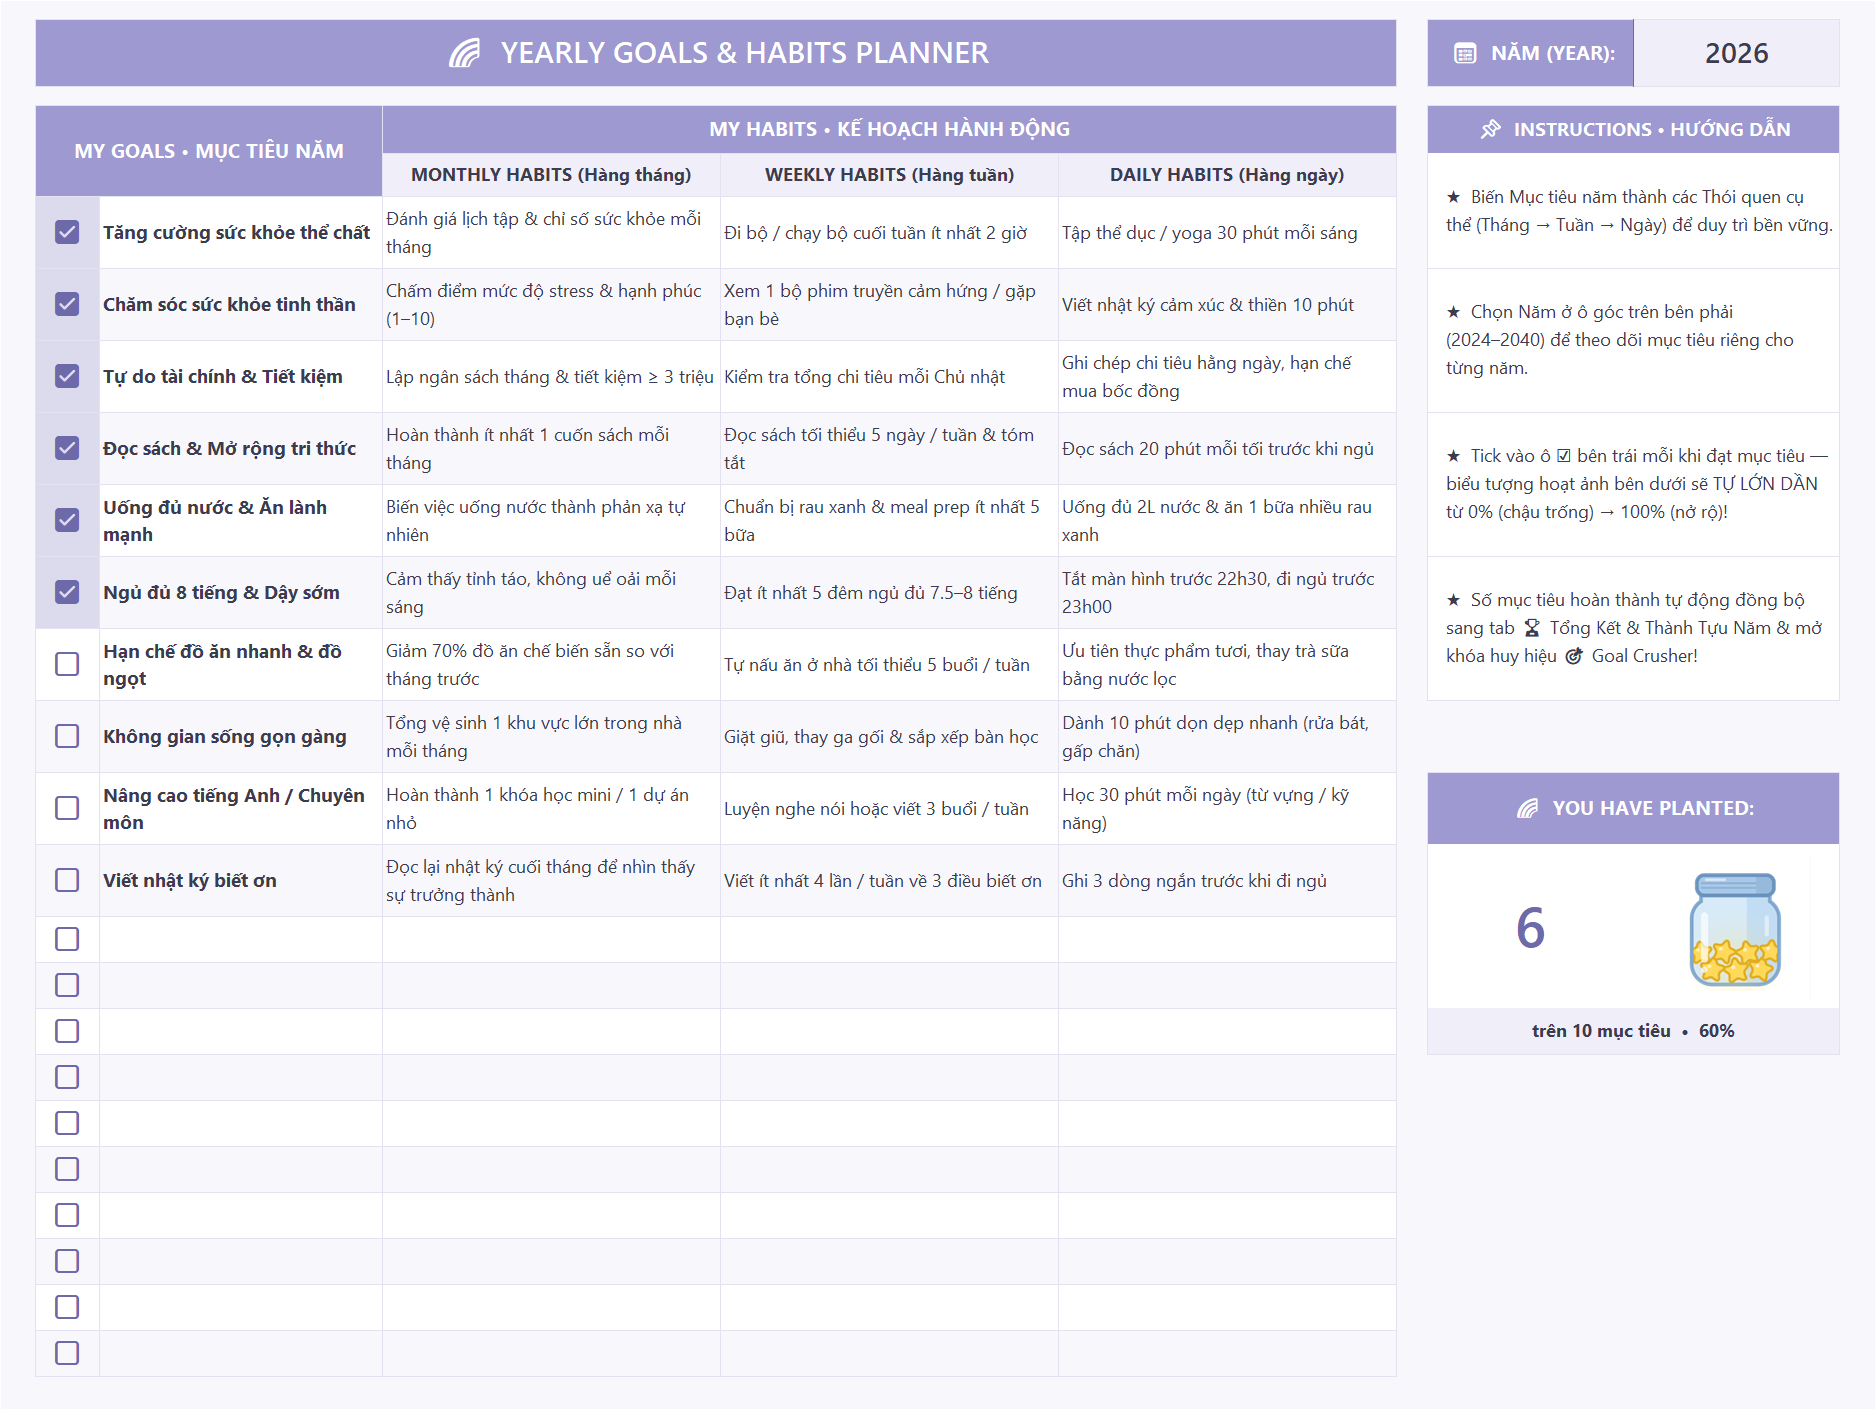 YEARLY GOALS & HABITS PLANNER
NĂM (YEAR):
2026
MY GOALS • MỤC TIÊU NĂM
MY HABITS • KẾ HOẠCH HÀNH ĐỘNG
MONTHLY HABITS (Hàng tháng)
WEEKLY HABITS (Hàng tuần)
DAILY HABITS (Hàng ngày)
Tăng cường sức khỏe thể chất
Đánh giá lịch tập & chỉ số sức khỏe mỗi
tháng
Đi bộ / chạy bộ cuối tuần ít nhất 2 giờ
Tập thể dục / yoga 30 phút mỗi sáng
Chăm sóc sức khỏe tinh thần
Chấm điểm mức độ stress & hạnh phúc
(1–10)
Xem 1 bộ phim truyền cảm hứng / gặp
bạn bè
Viết nhật ký cảm xúc & thiền 10 phút
Tự do tài chính & Tiết kiệm
Lập ngân sách tháng & tiết kiệm ≥ 3 triệu
Kiểm tra tổng chi tiêu mỗi Chủ nhật
Ghi chép chi tiêu hằng ngày, hạn chế
mua bốc đồng
Đọc sách & Mở rộng tri thức
Hoàn thành ít nhất 1 cuốn sách mỗi
tháng
Đọc sách tối thiểu 5 ngày / tuần & tóm
tắt
Đọc sách 20 phút mỗi tối trước khi ngủ
Uống đủ nước & Ăn lành
mạnh
Biến việc uống nước thành phản xạ tự
nhiên
Chuẩn bị rau xanh & meal prep ít nhất 5
bữa
Uống đủ 2L nước & ăn 1 bữa nhiều rau
xanh
Ngủ đủ 8 tiếng & Dậy sớm
Cảm thấy tỉnh táo, không uể oải mỗi
sáng
Đạt ít nhất 5 đêm ngủ đủ 7.5–8 tiếng
Tắt màn hình trước 22h30, đi ngủ trước
23h00
Hạn chế đồ ăn nhanh & đồ
ngọt
Giảm 70% đồ ăn chế biến sẵn so với
tháng trước
Tự nấu ăn ở nhà tối thiểu 5 buổi / tuần
Ưu tiên thực phẩm tươi, thay trà sữa
bằng nước lọc
Không gian sống gọn gàng
Tổng vệ sinh 1 khu vực lớn trong nhà
mỗi tháng
Giặt giũ, thay ga gối & sắp xếp bàn học
Dành 10 phút dọn dẹp nhanh (rửa bát,
gấp chăn)
Nâng cao tiếng Anh / Chuyên
môn
Hoàn thành 1 khóa học mini / 1 dự án
nhỏ
Luyện nghe nói hoặc viết 3 buổi / tuần
Học 30 phút mỗi ngày (từ vựng / kỹ
năng)
Viết nhật ký biết ơn
Đọc lại nhật ký cuối tháng để nhìn thấy
sự trưởng thành
Viết ít nhất 4 lần / tuần về 3 điều biết ơn
Ghi 3 dòng ngắn trước khi đi ngủ
INSTRUCTIONS • HƯỚNG DẪN
★ Biến Mục tiêu năm thành các Thói quen cụ
thể (Tháng → Tuần → Ngày) để duy trì bền vững.
★ Chọn Năm ở ô góc trên bên phải
(2024–2040) để theo dõi mục tiêu riêng cho
từng năm.
★ Tick vào ô ☑ bên trái mỗi khi đạt mục tiêu —
biểu tượng hoạt ảnh bên dưới sẽ TỰ LỚN DẦN
từ 0% (chậu trống) → 100% (nở rộ)!
★ Số mục tiêu hoàn thành tự động đồng bộ
sang tab 🏆 Tổng Kết & Thành Tựu Năm & mở
khóa huy hiệu 🎯 Goal Crusher!
YOU HAVE PLANTED:
6
trên 10 mục tiêu • 60%